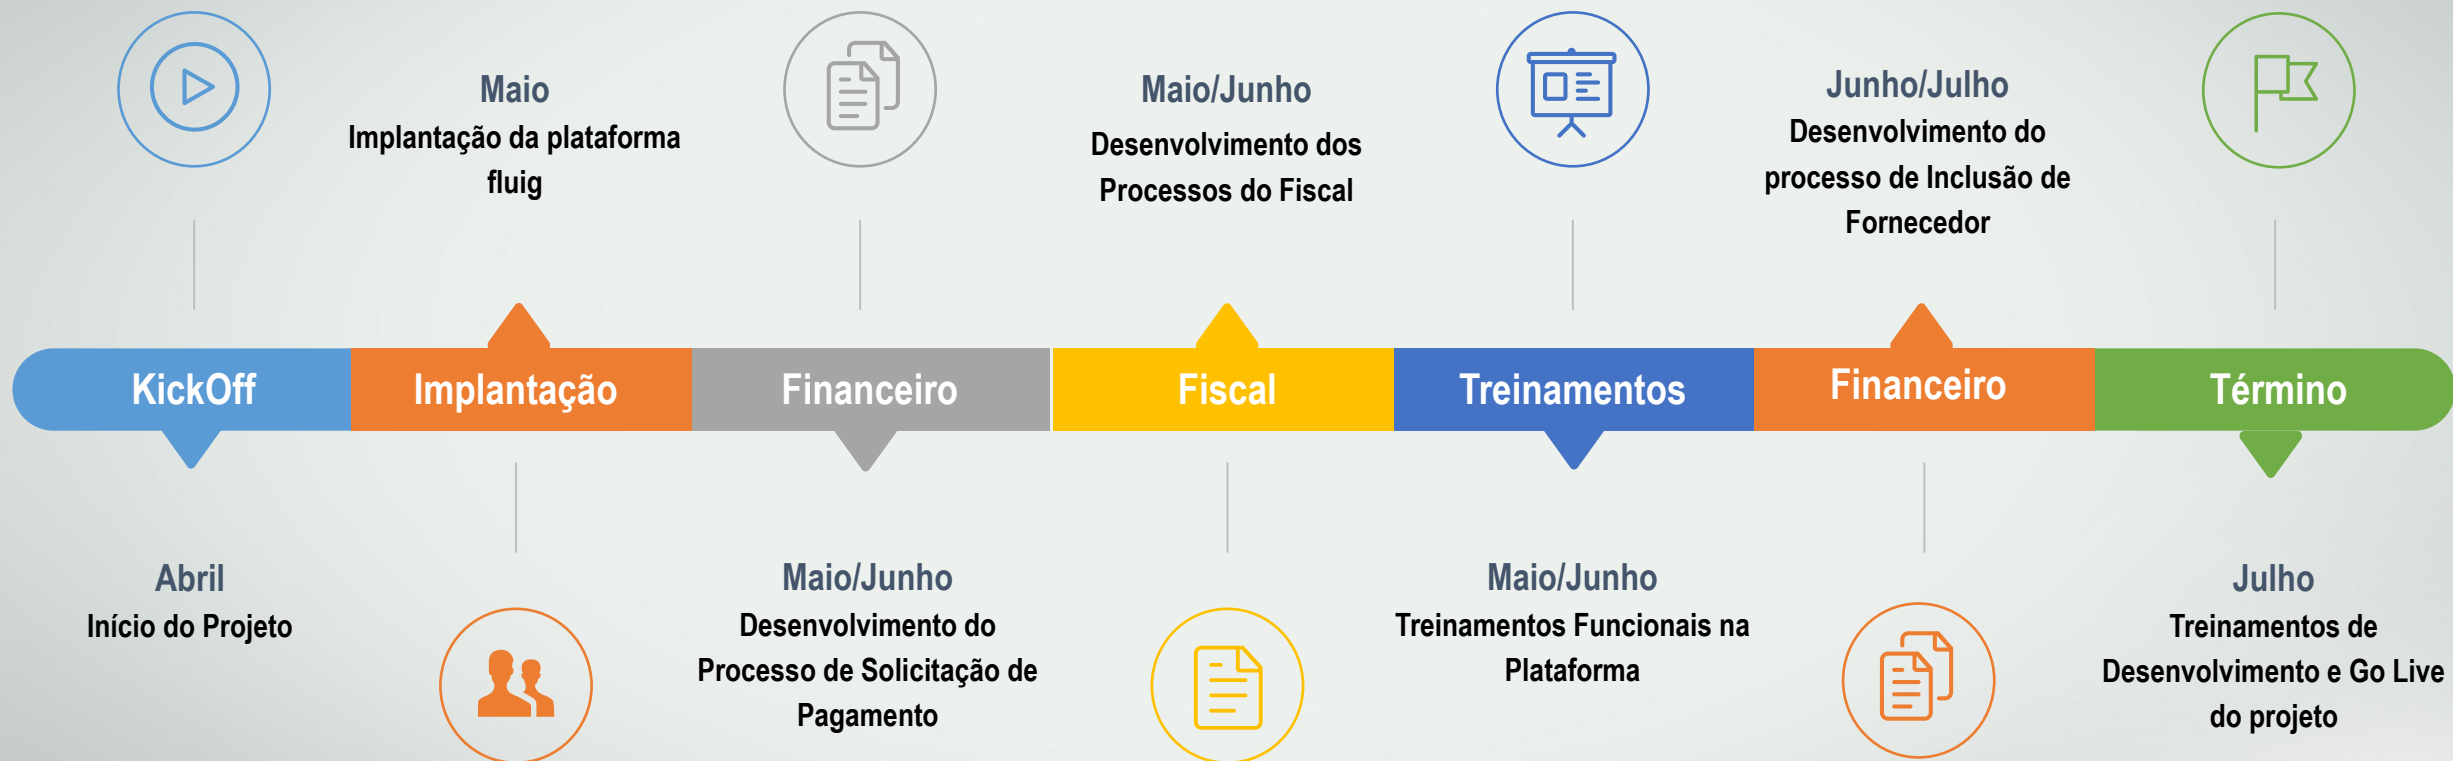 Maio
Implantação da plataforma
fluig
Maio/Junho
Desenvolvimento dos
Processos do Fiscal
Junho/Julho
Desenvolvimento do
processo de Inclusão de
Fornecedor
KickOff
Implantação
Financeiro
Fiscal
Treinamentos
Financeiro
Término
Abril
Início do Projeto
Maio/Junho
Desenvolvimento do
Processo de Solicitação de
Pagamento
Maio/Junho
Treinamentos Funcionais na
Plataforma
Julho
Treinamentos de
Desenvolvimento e Go Live
do projeto